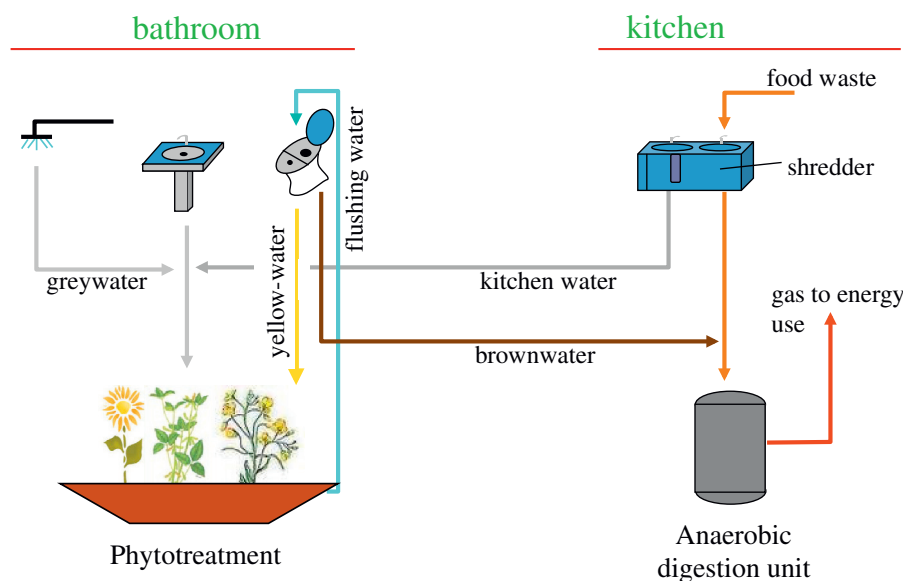 bathroom
kitchen
food waste
shredder
flushing water
yellow-water
greywater
kitchen water
brownwater
gas to energy
use
Phytotreatment
Anaerobic
digestion unit